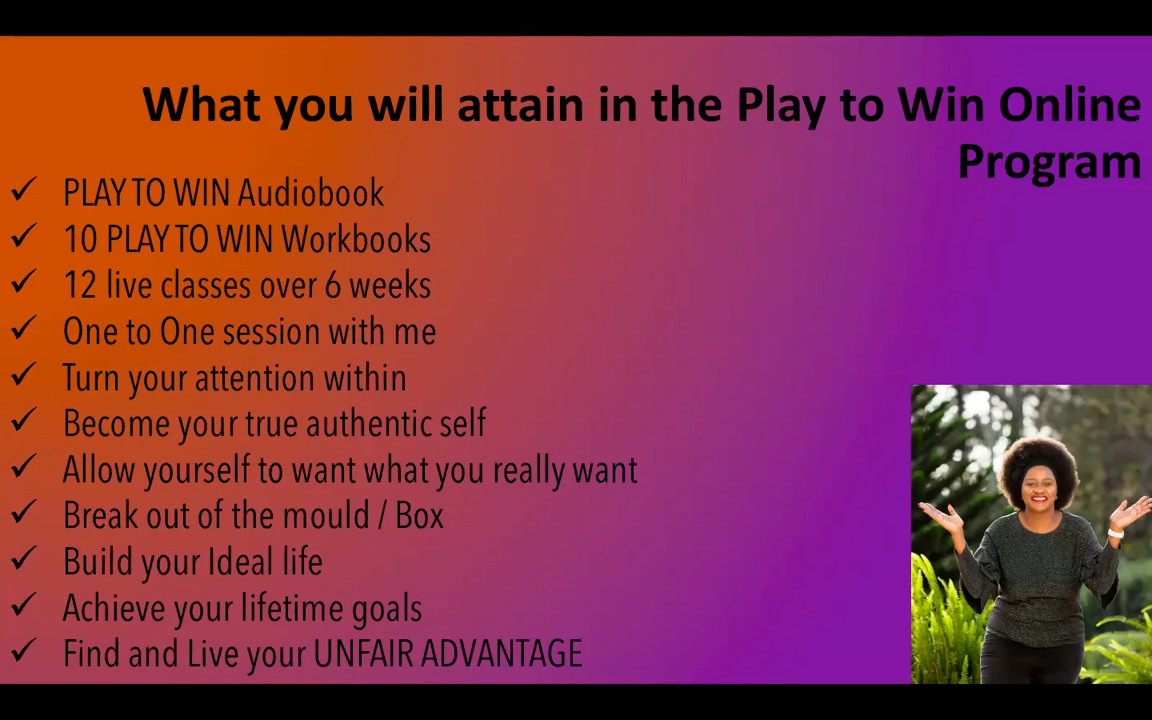 What you will attain in the Play to Win Online
Program
✓ PLAY TO WIN Audiobook
✓ 10 PLAY TO WIN Workbooks
✓ 12 live classes over 6 weeks
✓ One to One session with me
✓ Turn your attention within
✓ Become your true authentic self
✓ Allow yourself to want what you really want
✓ Break out of the mould / Box
✓ Build your Ideal life
✓ Achieve your lifetime goals
✓ Find and Live your UNFAIR ADVANTAGE